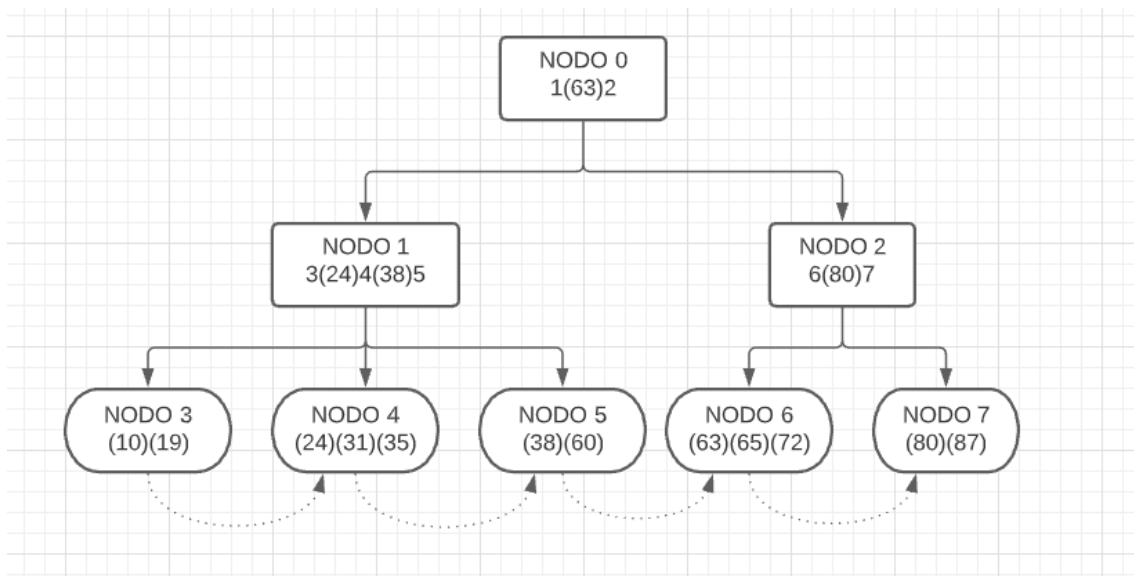 NODO 0
1(63)2
NODO 1
3(24)4(38)5
NODO 2
6(80)7
NODO 3
(10)(19)
NODO 4
(24)(31)(35)
NODO 5
(38)(60)
NODO 6
(63)(65)(72)
NODO 7
(80)(87)